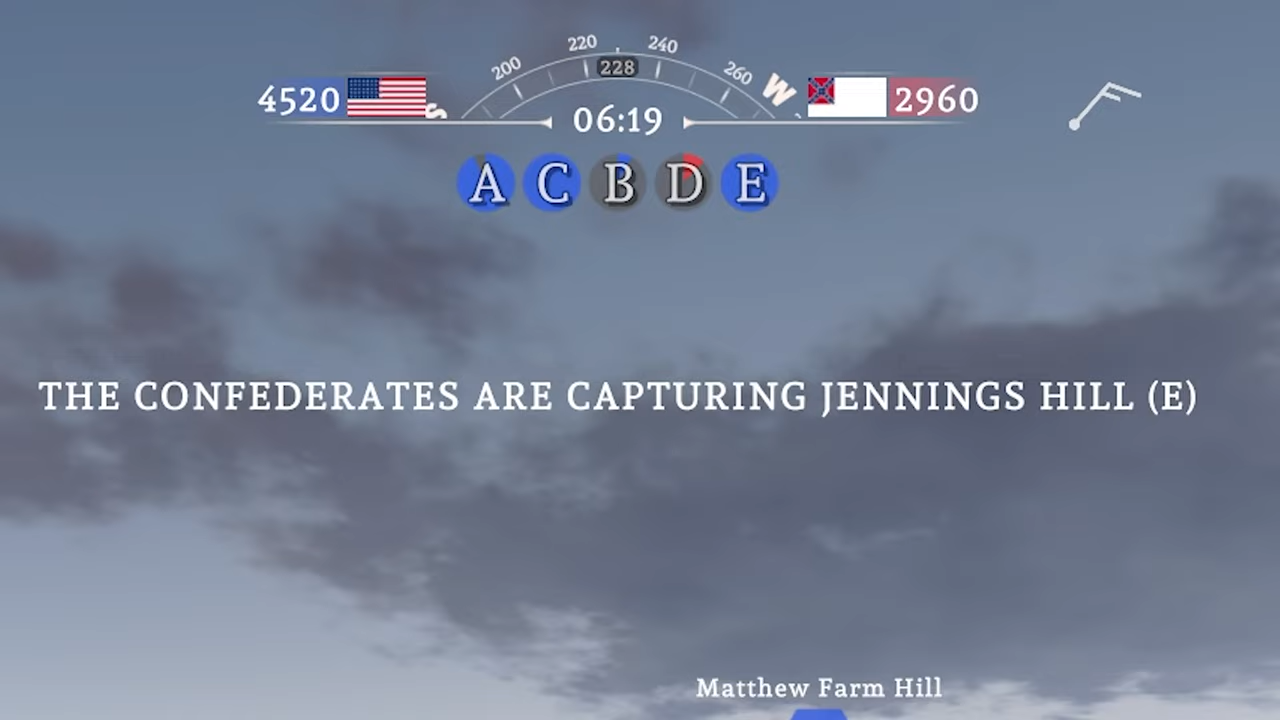 220 240
200 228 260
S W
4520 2960
06:19
A C B D E
THE CONFEDERATES ARE CAPTURING JENNINGS HILL (E)
Matthew Farm Hill